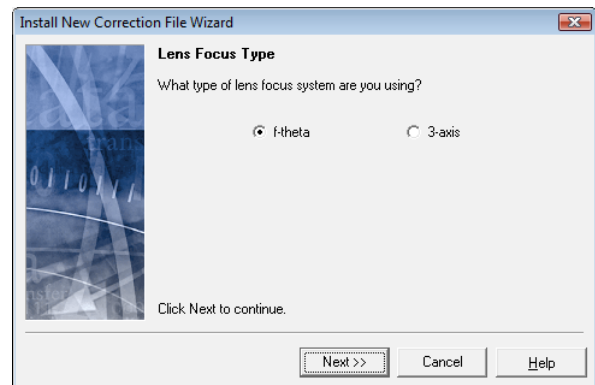 Install New Correction File Wizard
Lens Focus Type
What type of lens focus system are you using?
f-theta
3-axis
Click Next to continue.
Next >>
Cancel
Help